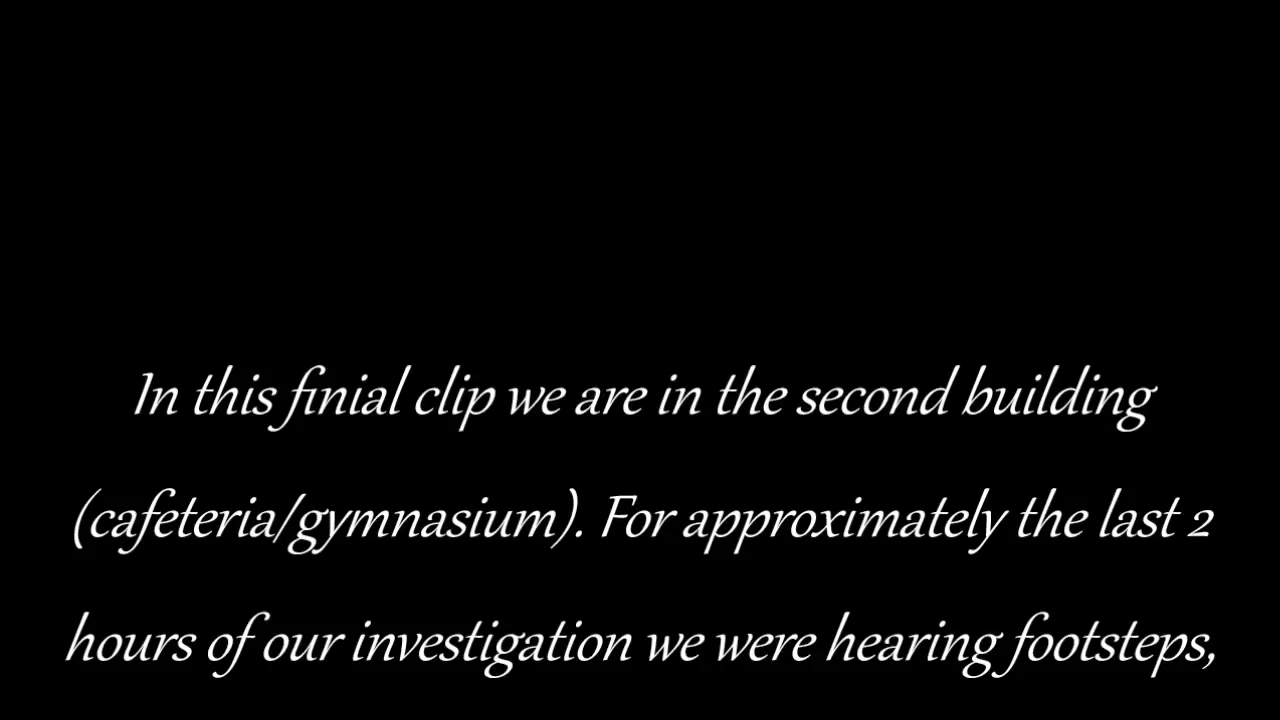 In this finial clip we are in the second building
(cafeteria/gymnasium). For approximately the last 2
hours of our investigation we were hearing footsteps,